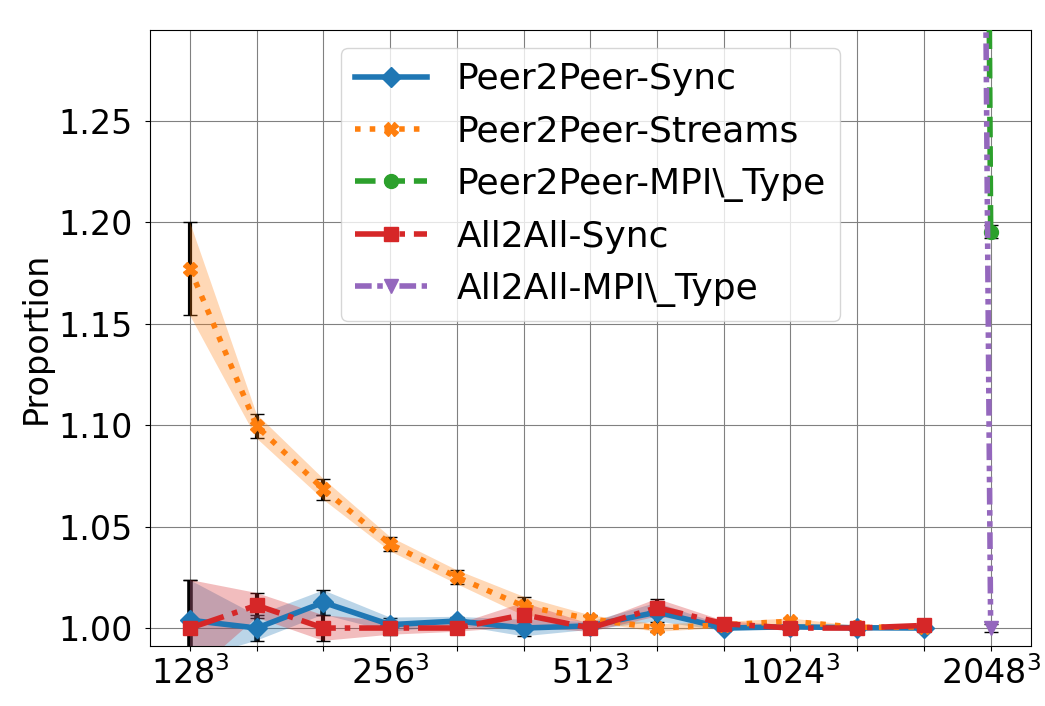 Peer2Peer-Sync
Peer2Peer-Streams
Peer2Peer-MPI\_Type
All2All-Sync
All2All-MPI\_Type
Proportion
1.25
1.20
1.15
1.10
1.05
1.00
128³ 256³ 512³ 1024³ 2048³